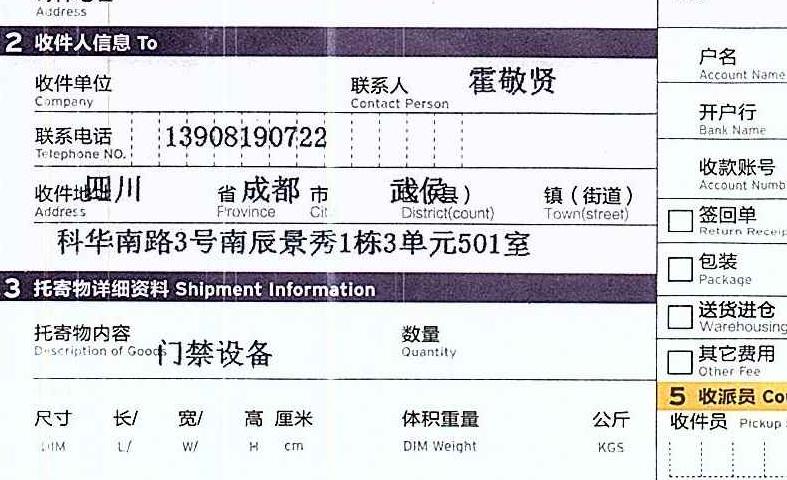 Address
2 收件人信息 To
收件单位 联系人 霍敬贤
Company Contact Person
联系电话 13908190722
Telephone NO.
收件地址 四川 省 成都 市 武侯 区(县) 镇(街道)
Address Province City District(count) Town(street)
科华南路3号南辰景秀1栋3单元501室
3 托寄物详细资料 Shipment Information
托寄物内容 门禁设备 数量
Description of Goods Quantity
尺寸 长/ 宽/ 高 厘米 体积重量 公斤
DIM L/ W/ H cm DIM Weight KGS
户名
Account Name
开户行
Bank Name
收款账号
Account Numb
签回单
Return Receip
包装
Package
送货进仓
Warehousing
其它费用
Other Fee
5 收派员 Cou
收件员 Pickup